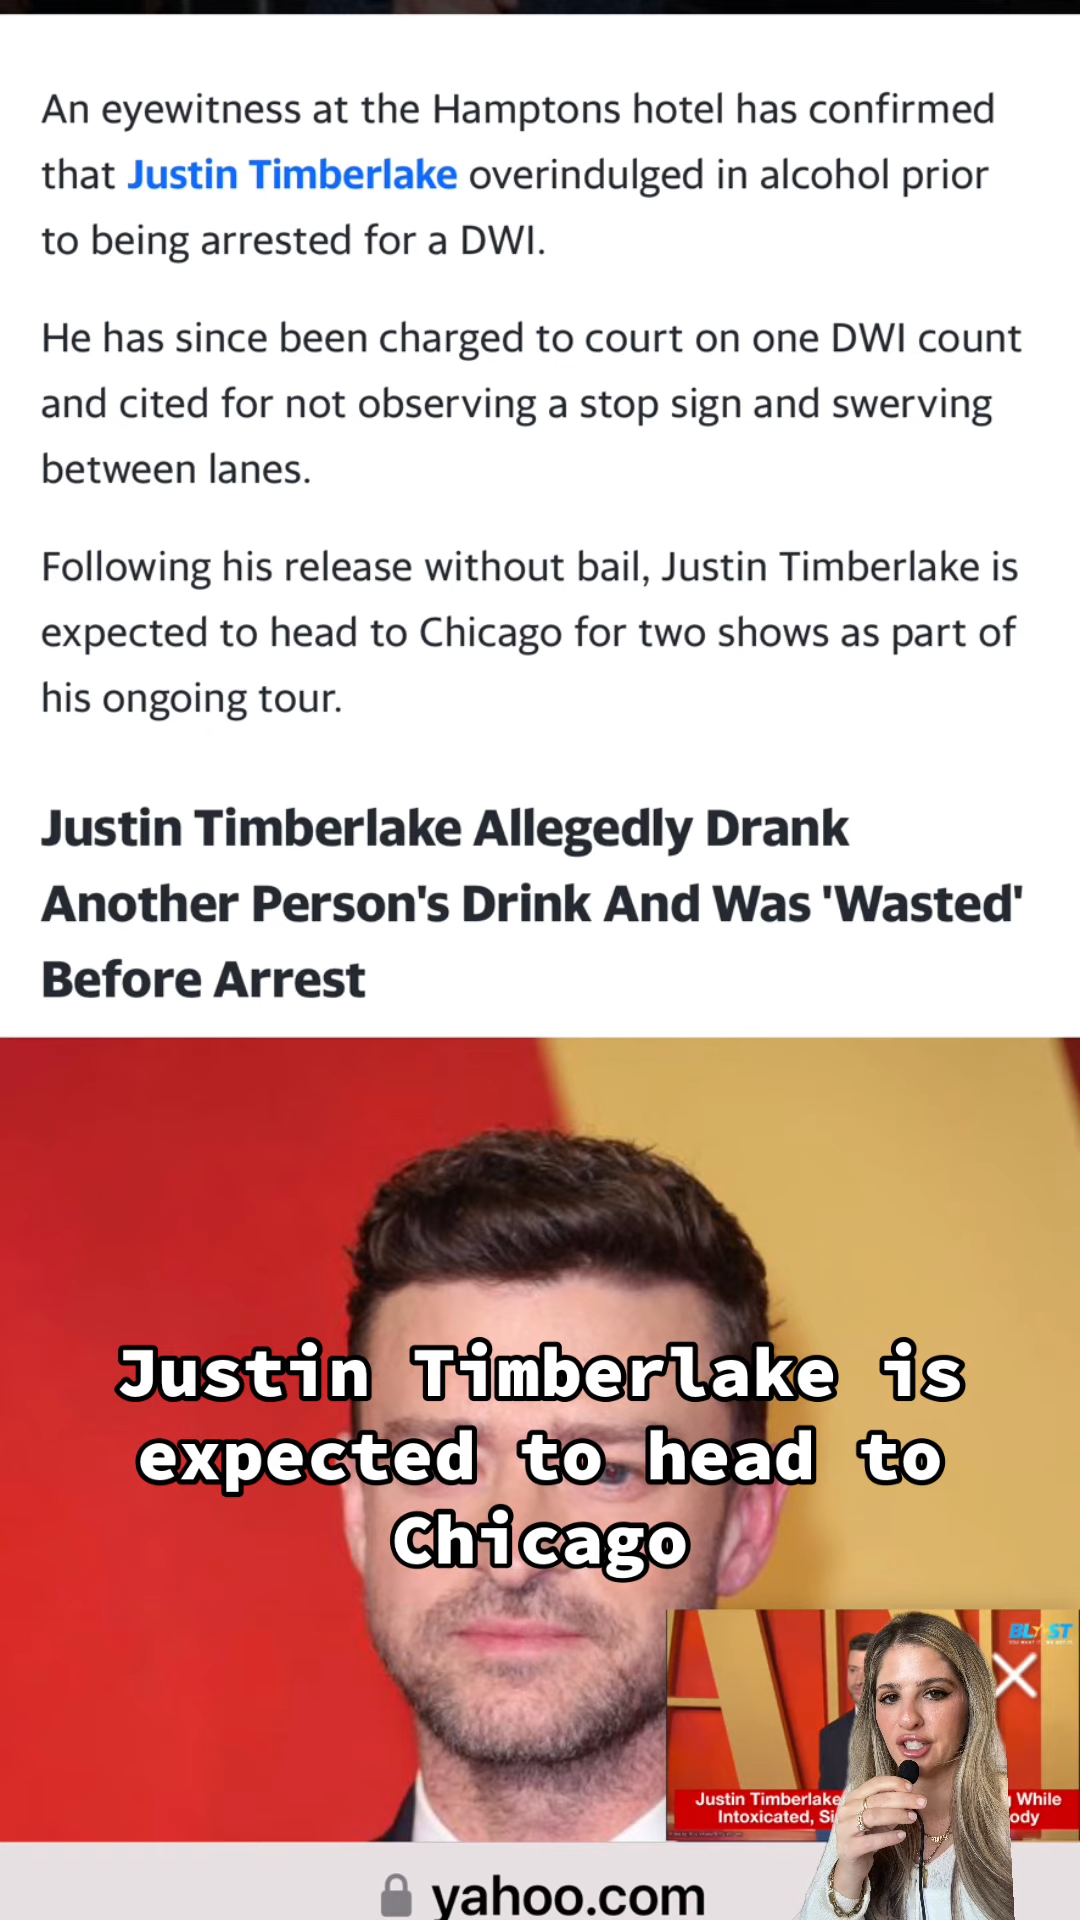 An eyewitness at the Hamptons hotel has confirmed
that Justin Timberlake overindulged in alcohol prior
to being arrested for a DWI.
He has since been charged to court on one DWI count
and cited for not observing a stop sign and swerving
between lanes.
Following his release without bail, Justin Timberlake is
expected to head to Chicago for two shows as part of
his ongoing tour.
Justin Timberlake Allegedly Drank
Another Person's Drink And Was 'Wasted'
Before Arrest
Justin Timberlake is
expected to head to
Chicago
BLAST
Justin Timberlake While
Intoxicated,
yahoo.com